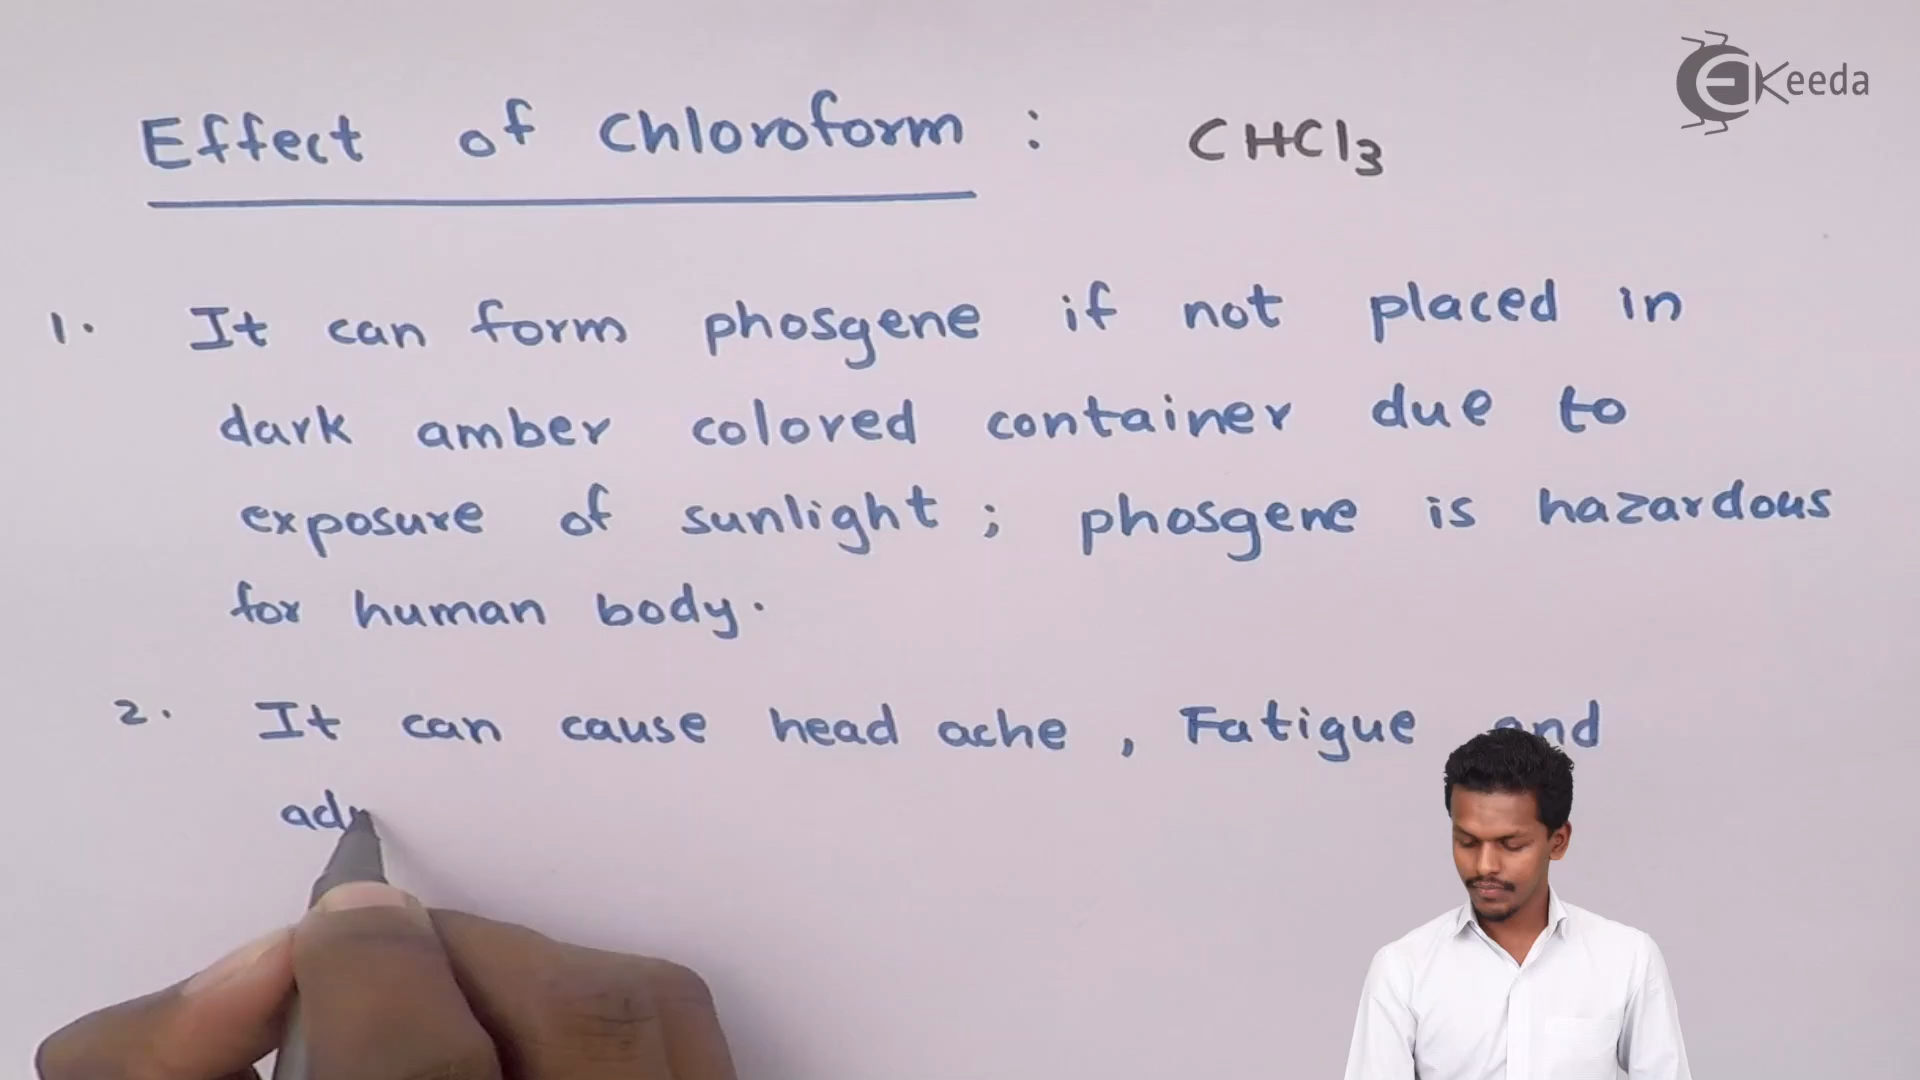 EKeeda
Effect of Chloroform : CHCl3
1. It can form phosgene if not placed in
dark amber colored container due to
exposure of sunlight ; phosgene is hazardous
for human body.
2. It can cause head ache , Fatigue and